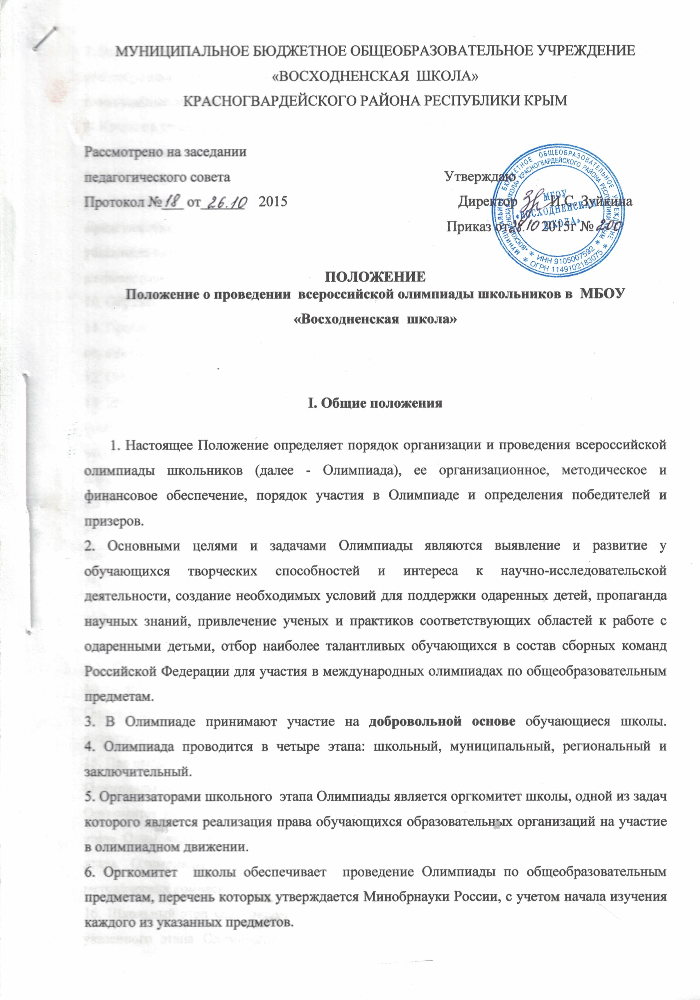 МУНИЦИПАЛЬНОЕ БЮДЖЕТНОЕ ОБЩЕОБРАЗОВАТЕЛЬНОЕ УЧРЕЖДЕНИЕ
«ВОСХОДНЕНСКАЯ ШКОЛА»
КРАСНОГВАРДЕЙСКОГО РАЙОНА РЕСПУБЛИКИ КРЫМ
Рассмотрено на заседании
педагогического совета
Протокол № 18 от 26.10 2015
Утверждаю
Директор И.С. Зуйкина
Приказ от 28.10 2015г № 200
МУНИЦИПАЛЬНОЕ БЮДЖЕТНОЕ ОБЩЕОБРАЗОВАТЕЛЬНОЕ УЧРЕЖДЕНИЕ
* ОГРН 1149102183075 *
«ВОСХОДНЕНСКАЯ ШКОЛА» КРАСНОГВАРДЕЙСКОГО РАЙОНА РЕСПУБЛИКИ КРЫМ
* ИНН 9105007592 *
МБОУ
«ВОСХОДНЕНСКАЯ
ШКОЛА»
ПОЛОЖЕНИЕ
Положение о проведении всероссийской олимпиады школьников в МБОУ
«Восходненская школа»
I. Общие положения
1. Настоящее Положение определяет порядок организации и проведения всероссийской
олимпиады школьников (далее - Олимпиада), ее организационное, методическое и
финансовое обеспечение, порядок участия в Олимпиаде и определения победителей и
призеров.
2. Основными целями и задачами Олимпиады являются выявление и развитие у
обучающихся творческих способностей и интереса к научно-исследовательской
деятельности, создание необходимых условий для поддержки одаренных детей, пропаганда
научных знаний, привлечение ученых и практиков соответствующих областей к работе с
одаренными детьми, отбор наиболее талантливых обучающихся в состав сборных команд
Российской Федерации для участия в международных олимпиадах по общеобразовательным
предметам.
3. В Олимпиаде принимают участие на добровольной основе обучающиеся школы.
4. Олимпиада проводится в четыре этапа: школьный, муниципальный, региональный и
заключительный.
5. Организаторами школьного этапа Олимпиады является оргкомитет школы, одной из задач
которого является реализация права обучающихся образовательных организаций на участие
в олимпиадном движении.
6. Оргкомитет школы обеспечивает проведение Олимпиады по общеобразовательным
предметам, перечень которых утверждается Минобрнауки России, с учетом начала изучения
каждого из указанных предметов.